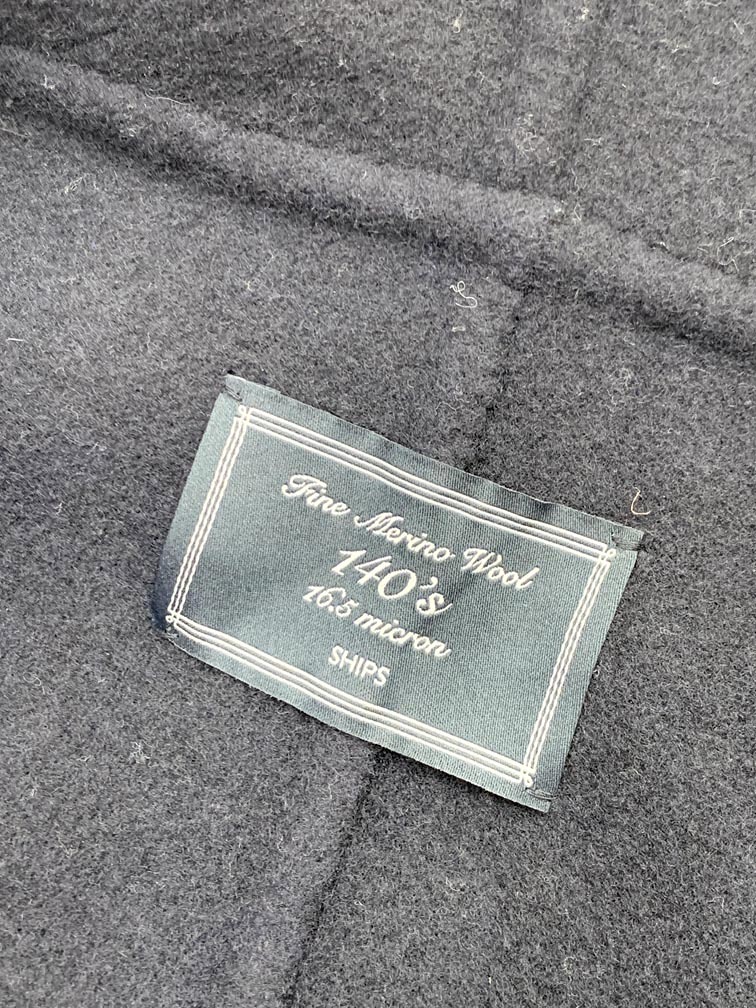 Fine Merino Wool
140's
16.5 micron
SHIPS